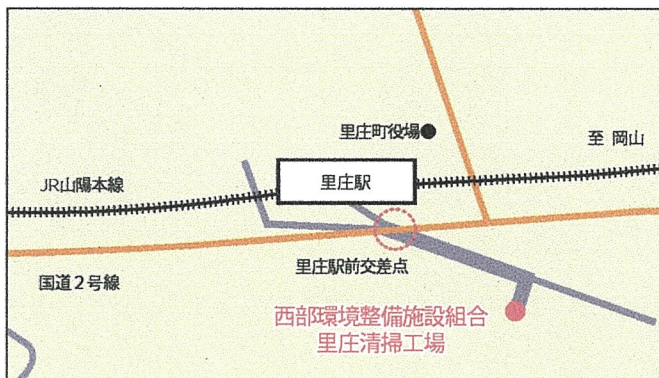 里庄町役場
至 岡山
JR山陽本線
里庄駅
里庄駅前交差点
国道2号線
西部環境整備施設組合
里庄清掃工場